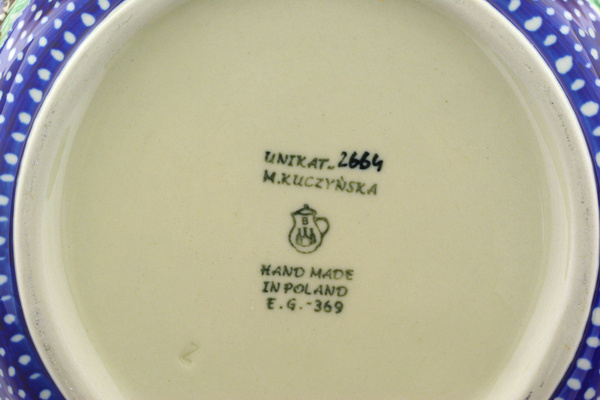 UNIKAT- 2664
M.KUCZYŃSKA
B
HAND MADE
IN POLAND
E.G.-369
Z